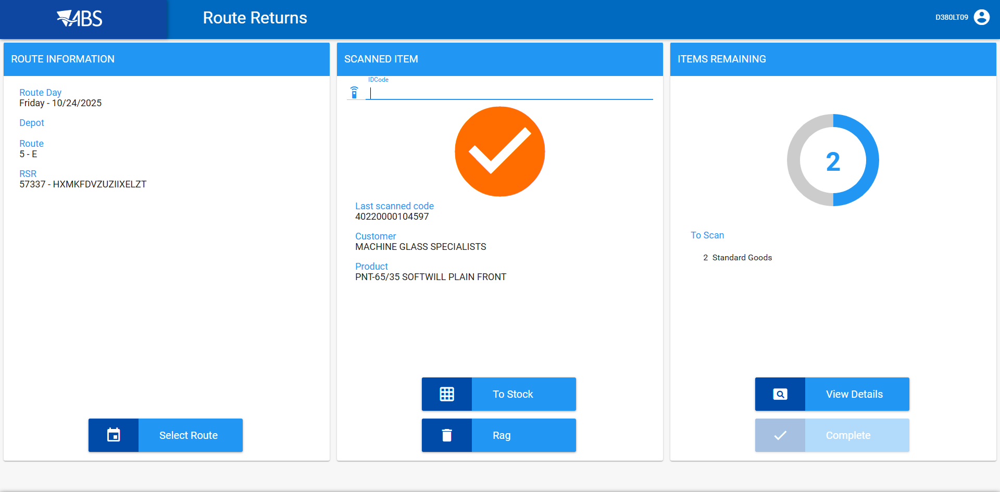 ABS
Route Returns
D380LT09
ROUTE INFORMATION
Route Day
Friday - 10/24/2025
Depot
Route
5 - E
RSR
57337 - HXMKFDVZUZIIXELZT
Select Route
SCANNED ITEM
IDCode
Last scanned code
40220000104597
Customer
MACHINE GLASS SPECIALISTS
Product
PNT-65/35 SOFTWILL PLAIN FRONT
To Stock
Rag
ITEMS REMAINING
2
To Scan
2 Standard Goods
View Details
Complete